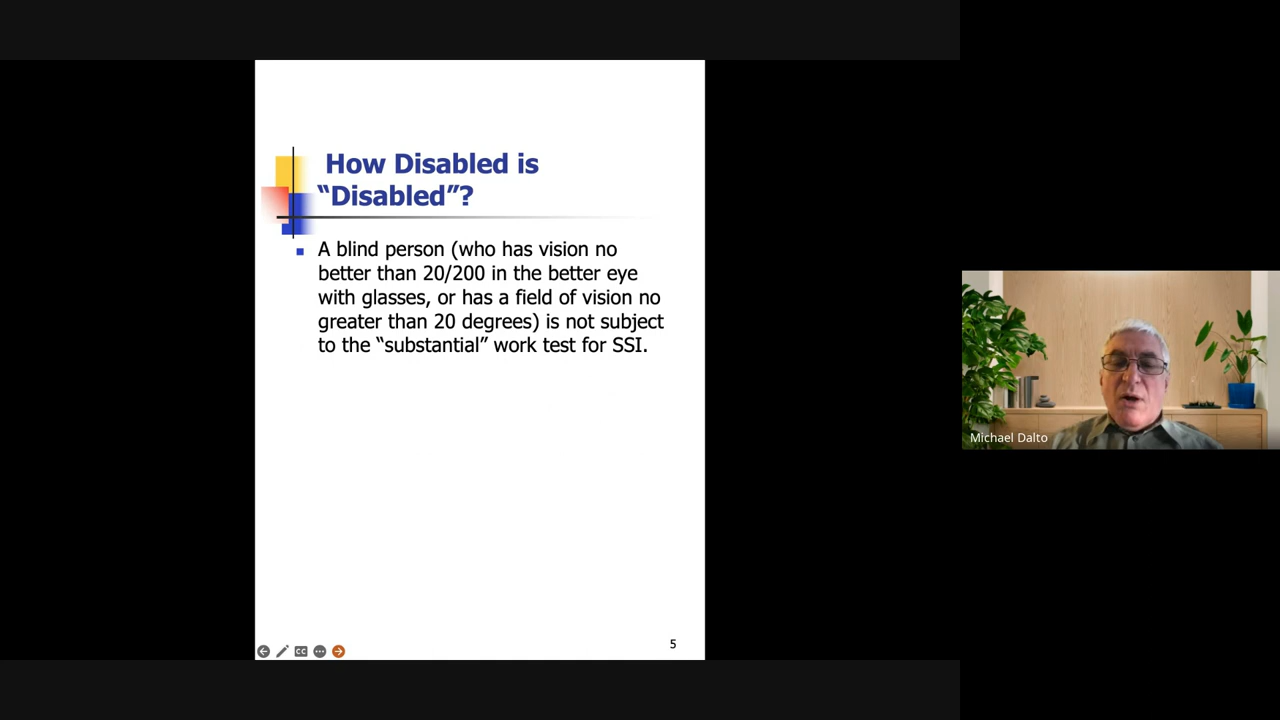 How Disabled is
“Disabled”?
A blind person (who has vision no
better than 20/200 in the better eye
with glasses, or has a field of vision no
greater than 20 degrees) is not subject
to the “substantial” work test for SSI.
5
CC
Michael Dalto